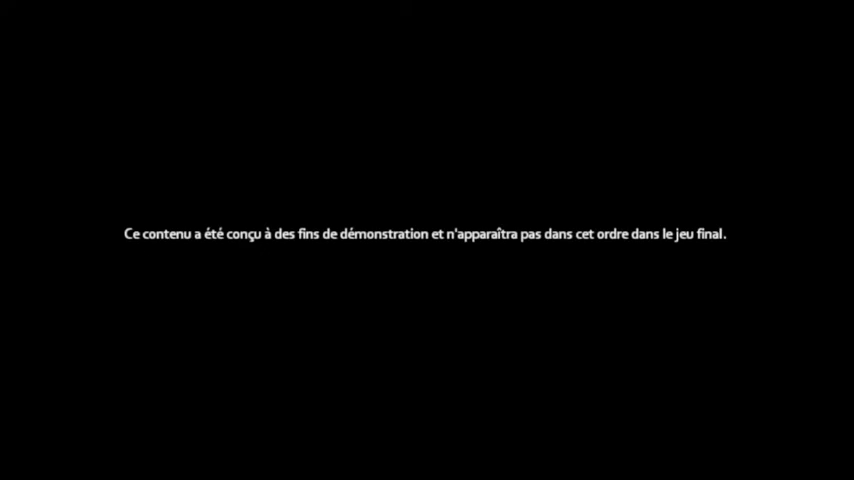 Ce contenu a été conçu à des fins de démonstration et n'apparaîtra pas dans cet ordre dans le jeu final.